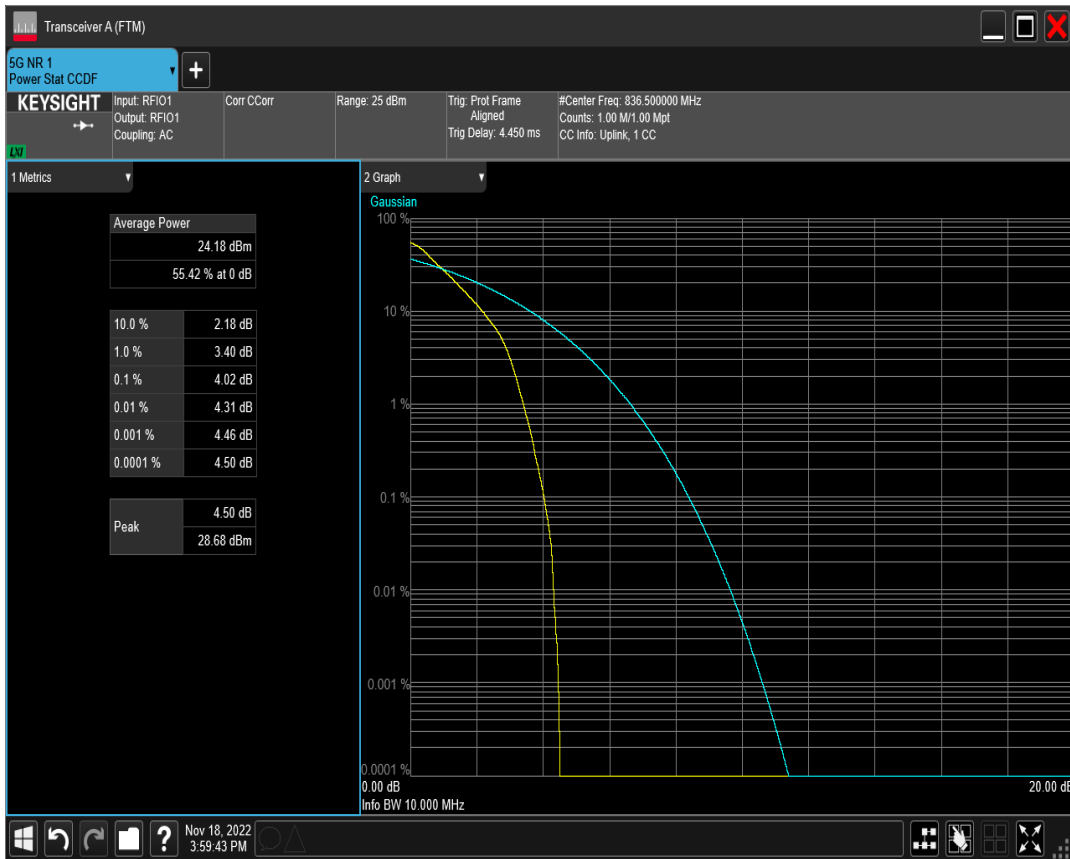 Transceiver A (FTM)
5G NR 1
Power Stat CCDF
+
KEYSIGHT
LXI
Input: RFIO1
Output: RFIO1
Coupling: AC
Corr CCorr
Range: 25 dBm
Trig: Prot Frame
Aligned
Trig Delay: 4.450 ms
#Center Freq: 836.500000 MHz
Counts: 1.00 M/1.00 Mpt
CC Info: Uplink, 1 CC
1 Metrics
Average Power
24.18 dBm
55.42 % at 0 dB
10.0 % 2.18 dB
1.0 % 3.40 dB
0.1 % 4.02 dB
0.01 % 4.31 dB
0.001 % 4.46 dB
0.0001 % 4.50 dB
Peak
4.50 dB
28.68 dBm
2 Graph
Gaussian
100 %
10 %
1 %
0.1 %
0.01 %
0.001 %
0.0001 %
0.00 dB 20.00 dB
Info BW 10.000 MHz
?
Nov 18, 2022
3:59:43 PM